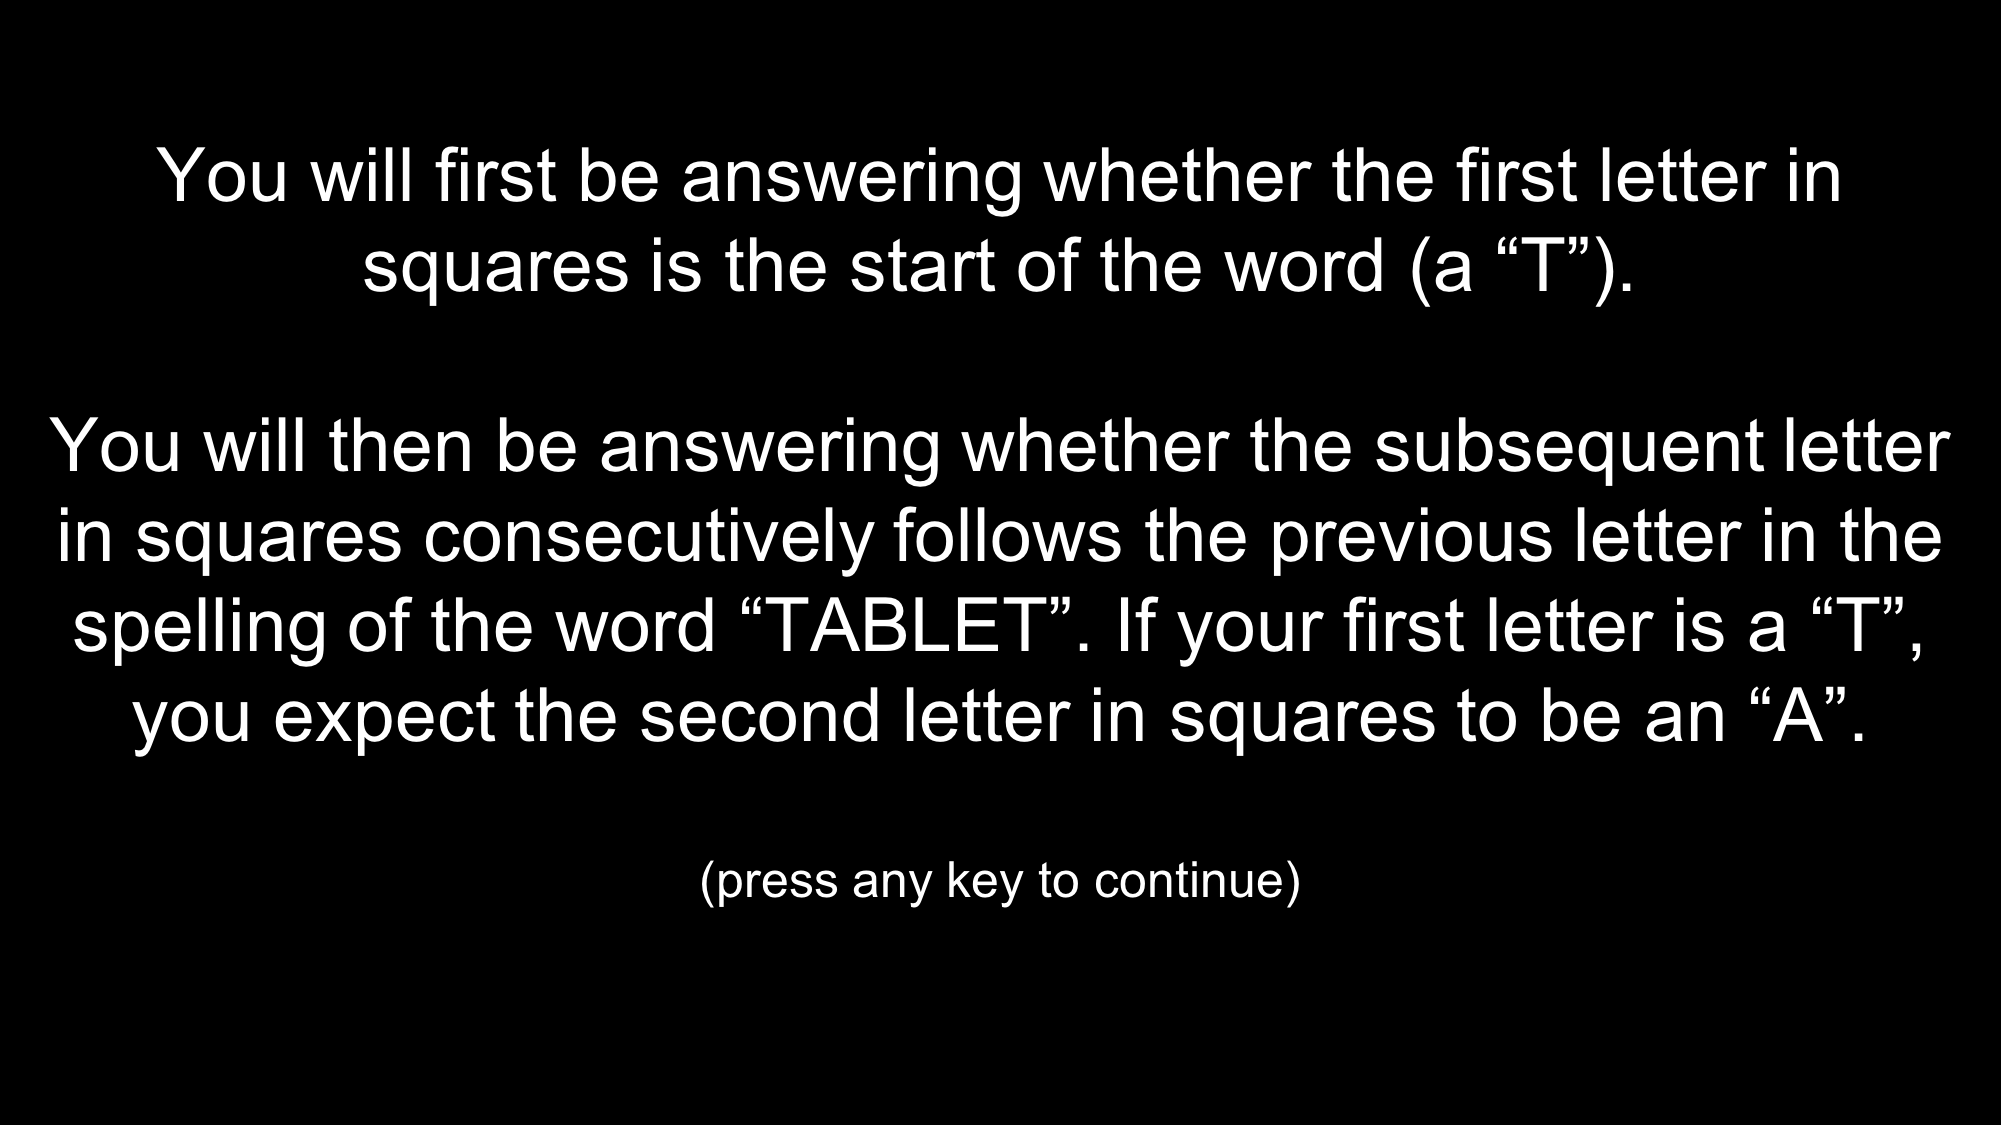 You will first be answering whether the first letter in
squares is the start of the word (a “T”).
You will then be answering whether the subsequent letter
in squares consecutively follows the previous letter in the
spelling of the word “TABLET”. If your first letter is a “T”,
you expect the second letter in squares to be an “A”.
(press any key to continue)